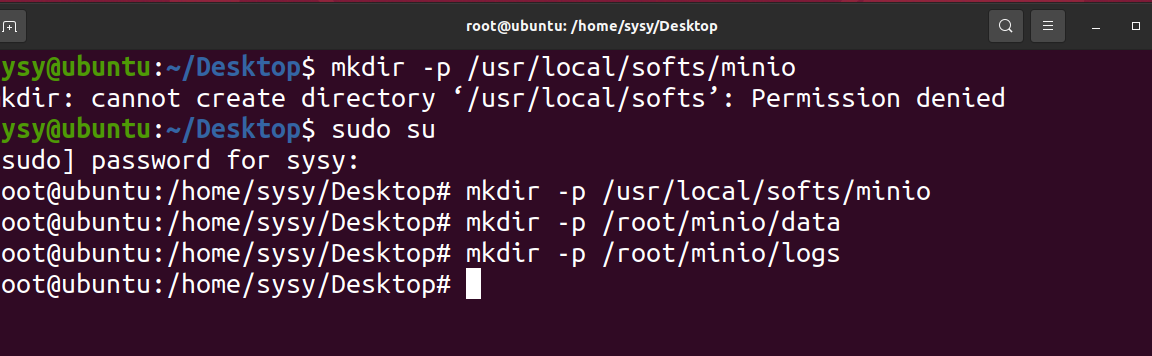 root@ubuntu: /home/sysy/Desktop
ysy@ubuntu:~/Desktop$ mkdir -p /usr/local/softs/minio
kdir: cannot create directory ‘/usr/local/softs’: Permission denied
ysy@ubuntu:~/Desktop$ sudo su
sudo] password for sysy:
oot@ubuntu:/home/sysy/Desktop# mkdir -p /usr/local/softs/minio
oot@ubuntu:/home/sysy/Desktop# mkdir -p /root/minio/data
oot@ubuntu:/home/sysy/Desktop# mkdir -p /root/minio/logs
oot@ubuntu:/home/sysy/Desktop#